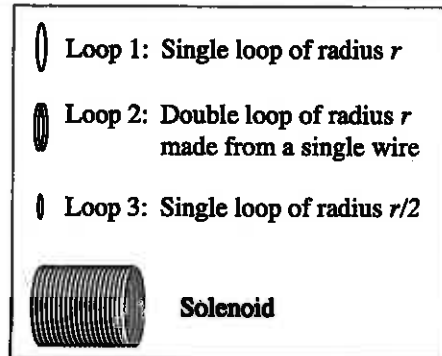 Loop 1: Single loop of radius r
Loop 2: Double loop of radius r
made from a single wire
Loop 3: Single loop of radius r/2
Solenoid